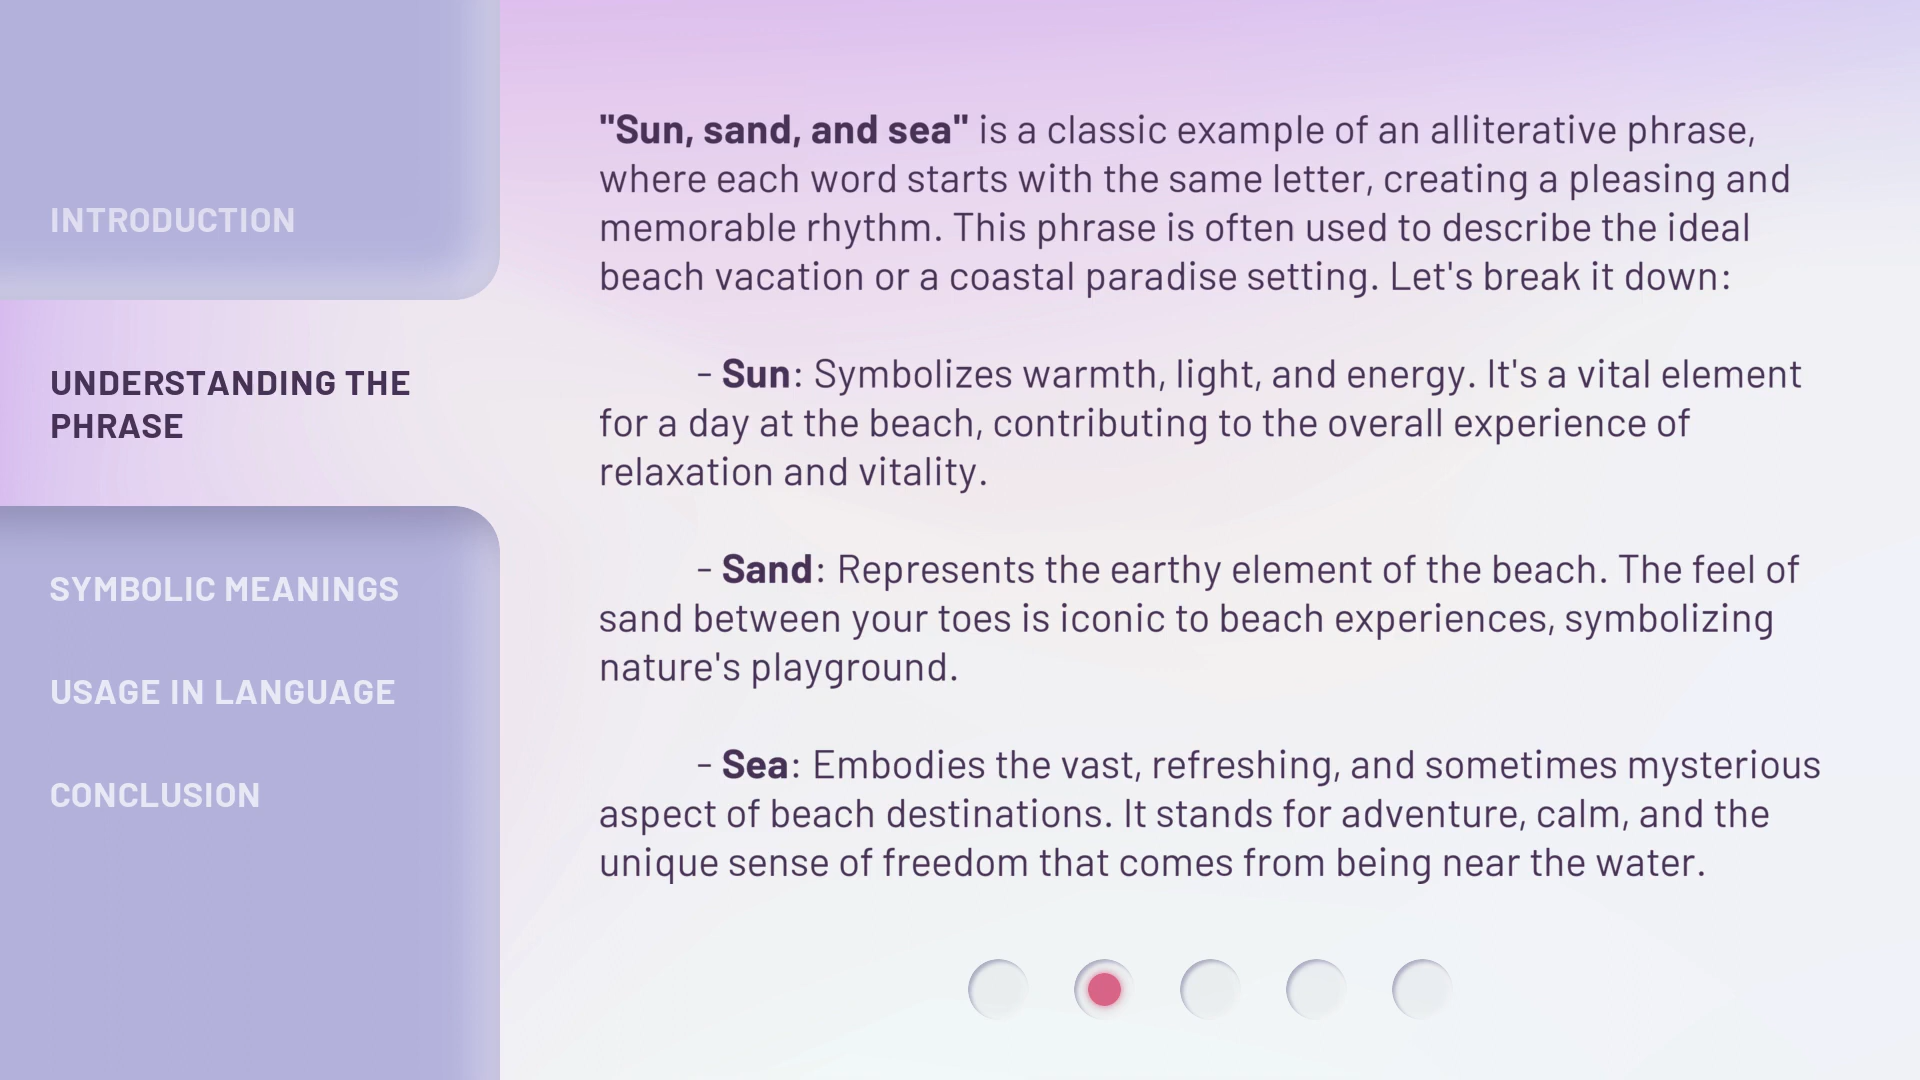 INTRODUCTION
UNDERSTANDING THE
PHRASE
SYMBOLIC MEANINGS
USAGE IN LANGUAGE
CONCLUSION
"Sun, sand, and sea" is a classic example of an alliterative phrase,
where each word starts with the same letter, creating a pleasing and
memorable rhythm. This phrase is often used to describe the ideal
beach vacation or a coastal paradise setting. Let's break it down:
- Sun: Symbolizes warmth, light, and energy. It's a vital element
for a day at the beach, contributing to the overall experience of
relaxation and vitality.
- Sand: Represents the earthy element of the beach. The feel of
sand between your toes is iconic to beach experiences, symbolizing
nature's playground.
- Sea: Embodies the vast, refreshing, and sometimes mysterious
aspect of beach destinations. It stands for adventure, calm, and the
unique sense of freedom that comes from being near the water.